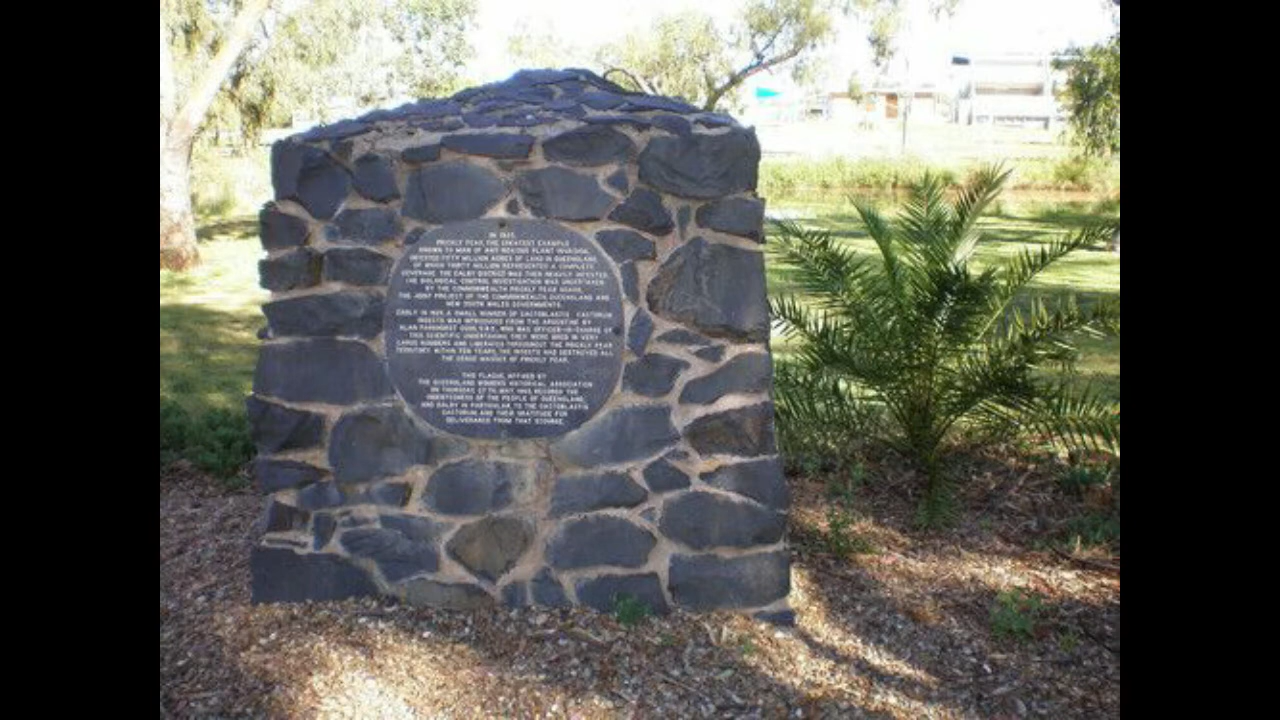 IN 1925,
PRICKLY PEAR, THE GREATEST EXAMPLE
KNOWN TO MAN OF ANY NOXIOUS PLANT INVASION,
INFESTED FIFTY MILLION ACRES OF LAND IN QUEENSLAND,
OF WHICH THIRTY MILLION REPRESENTED A COMPLETE
COVERAGE. THE DALBY DISTRICT WAS THEN HEAVILY INFESTED.
THE BIOLOGICAL CONTROL INVESTIGATION WAS UNDERTAKEN
BY THE COMMONWEALTH PRICKLY PEAR BOARD,
THE JOINT PROJECT OF THE COMMONWEALTH, QUEENSLAND AND
NEW SOUTH WALES GOVERNMENTS.
EARLY IN 1925, A SMALL NUMBER OF CACTOBLASTIS CACTORUM
INSECTS WAS INTRODUCED FROM THE ARGENTINE BY
ALAN PARKHURST DODD, O.B.E., WHO WAS OFFICER-IN-CHARGE OF
THIS SCIENTIFIC UNDERTAKING. THEY WERE BRED IN VERY
LARGE NUMBERS AND LIBERATED THROUGHOUT THE PRICKLY PEAR
TERRITORY. WITHIN TEN YEARS, THE INSECTS HAD DESTROYED ALL
THE DENSE MASSES OF PRICKLY PEAR.
THIS PLAQUE, AFFIXED BY
THE QUEENSLAND WOMEN'S HISTORICAL ASSOCIATION
ON THURSDAY, 27TH MAY, 1965, RECORDS THE
INDEBTEDNESS OF THE PEOPLE OF QUEENSLAND,
AND DALBY IN PARTICULAR, TO THE CACTOBLASTIS
CACTORUM, AND THEIR GRATITUDE FOR
DELIVERANCE FROM THAT SCOURGE.